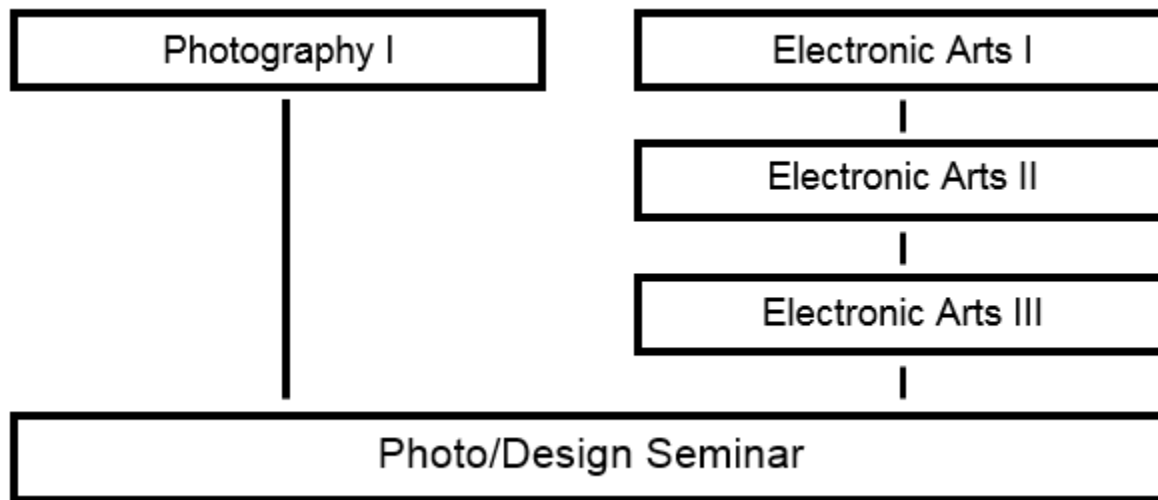 Photography I
Electronic Arts I
Electronic Arts II
Electronic Arts III
Photo/Design Seminar